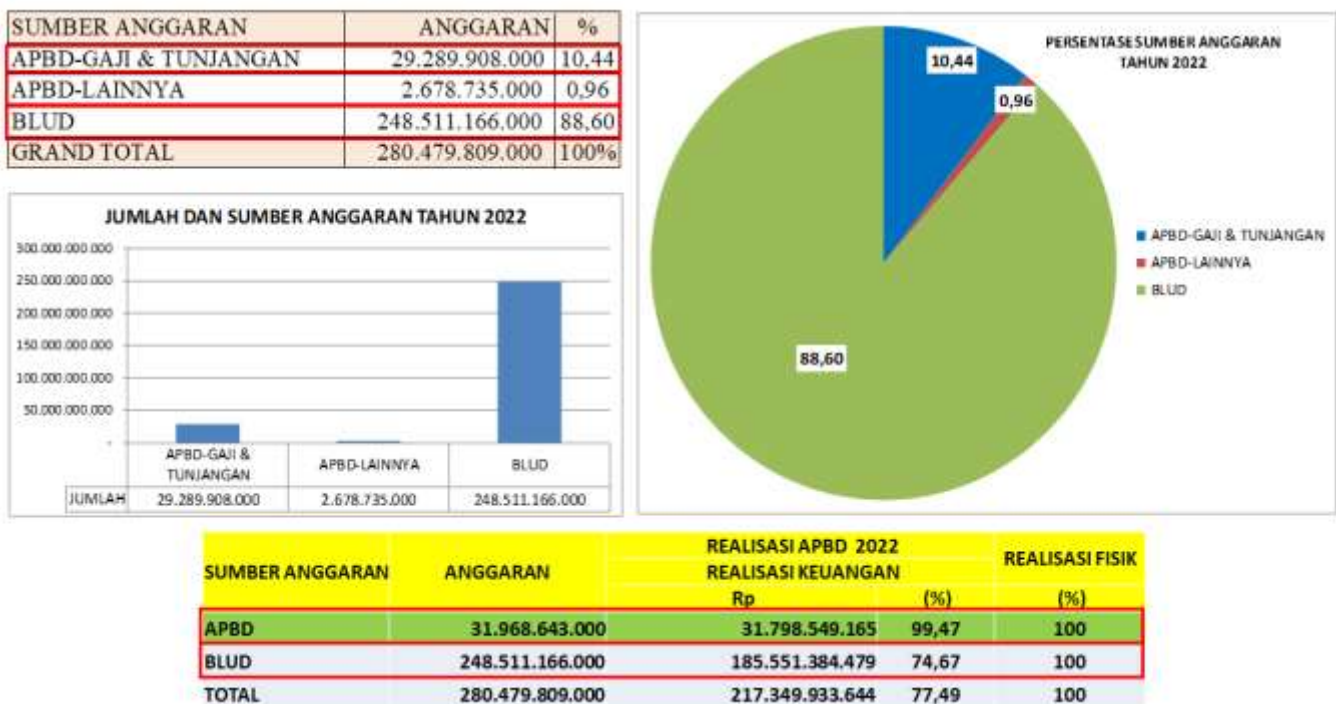 SUMBER ANGGARAN ANGGARAN %
APBD-GAJI & TUNJANGAN 29.289.908.000 10,44
APBD-LAINNYA 2.678.735.000 0,96
BLUD 248.511.166.000 88,60
GRAND TOTAL 280.479.809.000 100%
JUMLAH DAN SUMBER ANGGARAN TAHUN 2022
300.000.000.000
250.000.000.000
200.000.000.000
150.000.000.000
100.000.000.000
50.000.000.000
-
APBD-GAJI &
TUNJANGAN
APBD-LAINNYA
BLUD
JUMLAH 29.289.908.000 2.678.735.000 248.511.166.000
PERSENTASE SUMBER ANGGARAN
TAHUN 2022
10,44
0,96
88,60
APBD-GAJI & TUNJANGAN
APBD-LAINNYA
BLUD
SUMBER ANGGARAN ANGGARAN REALISASI APBD 2022 REALISASI FISIK
REALISASI KEUANGAN
Rp (%) (%)
APBD 31.968.643.000 31.798.549.165 99,47 100
BLUD 248.511.166.000 185.551.384.479 74,67 100
TOTAL 280.479.809.000 217.349.933.644 77,49 100